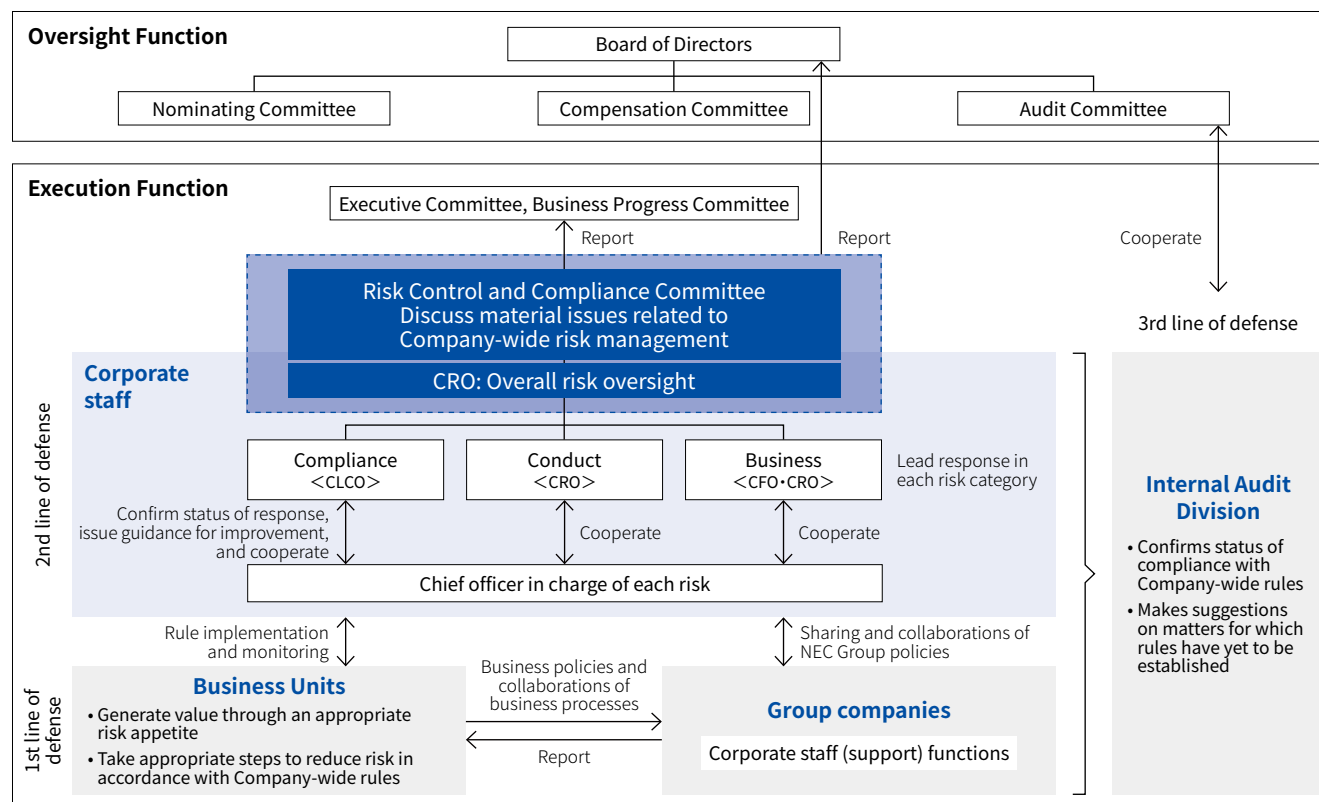 Oversight Function
Board of Directors
Nominating Committee
Compensation Committee
Audit Committee
Execution Function
Executive Committee, Business Progress Committee
Report
Report
Cooperate
Risk Control and Compliance Committee
Discuss material issues related to
Company-wide risk management
CRO: Overall risk oversight
3rd line of defense
2nd line of defense
Corporate
staff
Compliance
<CLCO>
Conduct
<CRO>
Business
<CFO・CRO>
Lead response in
each risk category
Confirm status of response,
issue guidance for improvement,
and cooperate
Cooperate
Cooperate
Chief officer in charge of each risk
Rule implementation
and monitoring
Sharing and collaborations of
NEC Group policies
1st line of
defense
Business Units
• Generate value through an appropriate
risk appetite
• Take appropriate steps to reduce risk in
accordance with Company-wide rules
Business policies and
collaborations of
business processes
Report
Group companies
Corporate staff (support) functions
Internal Audit
Division
• Confirms status of
compliance with
Company-wide rules
• Makes suggestions
on matters for which
rules have yet to be
established